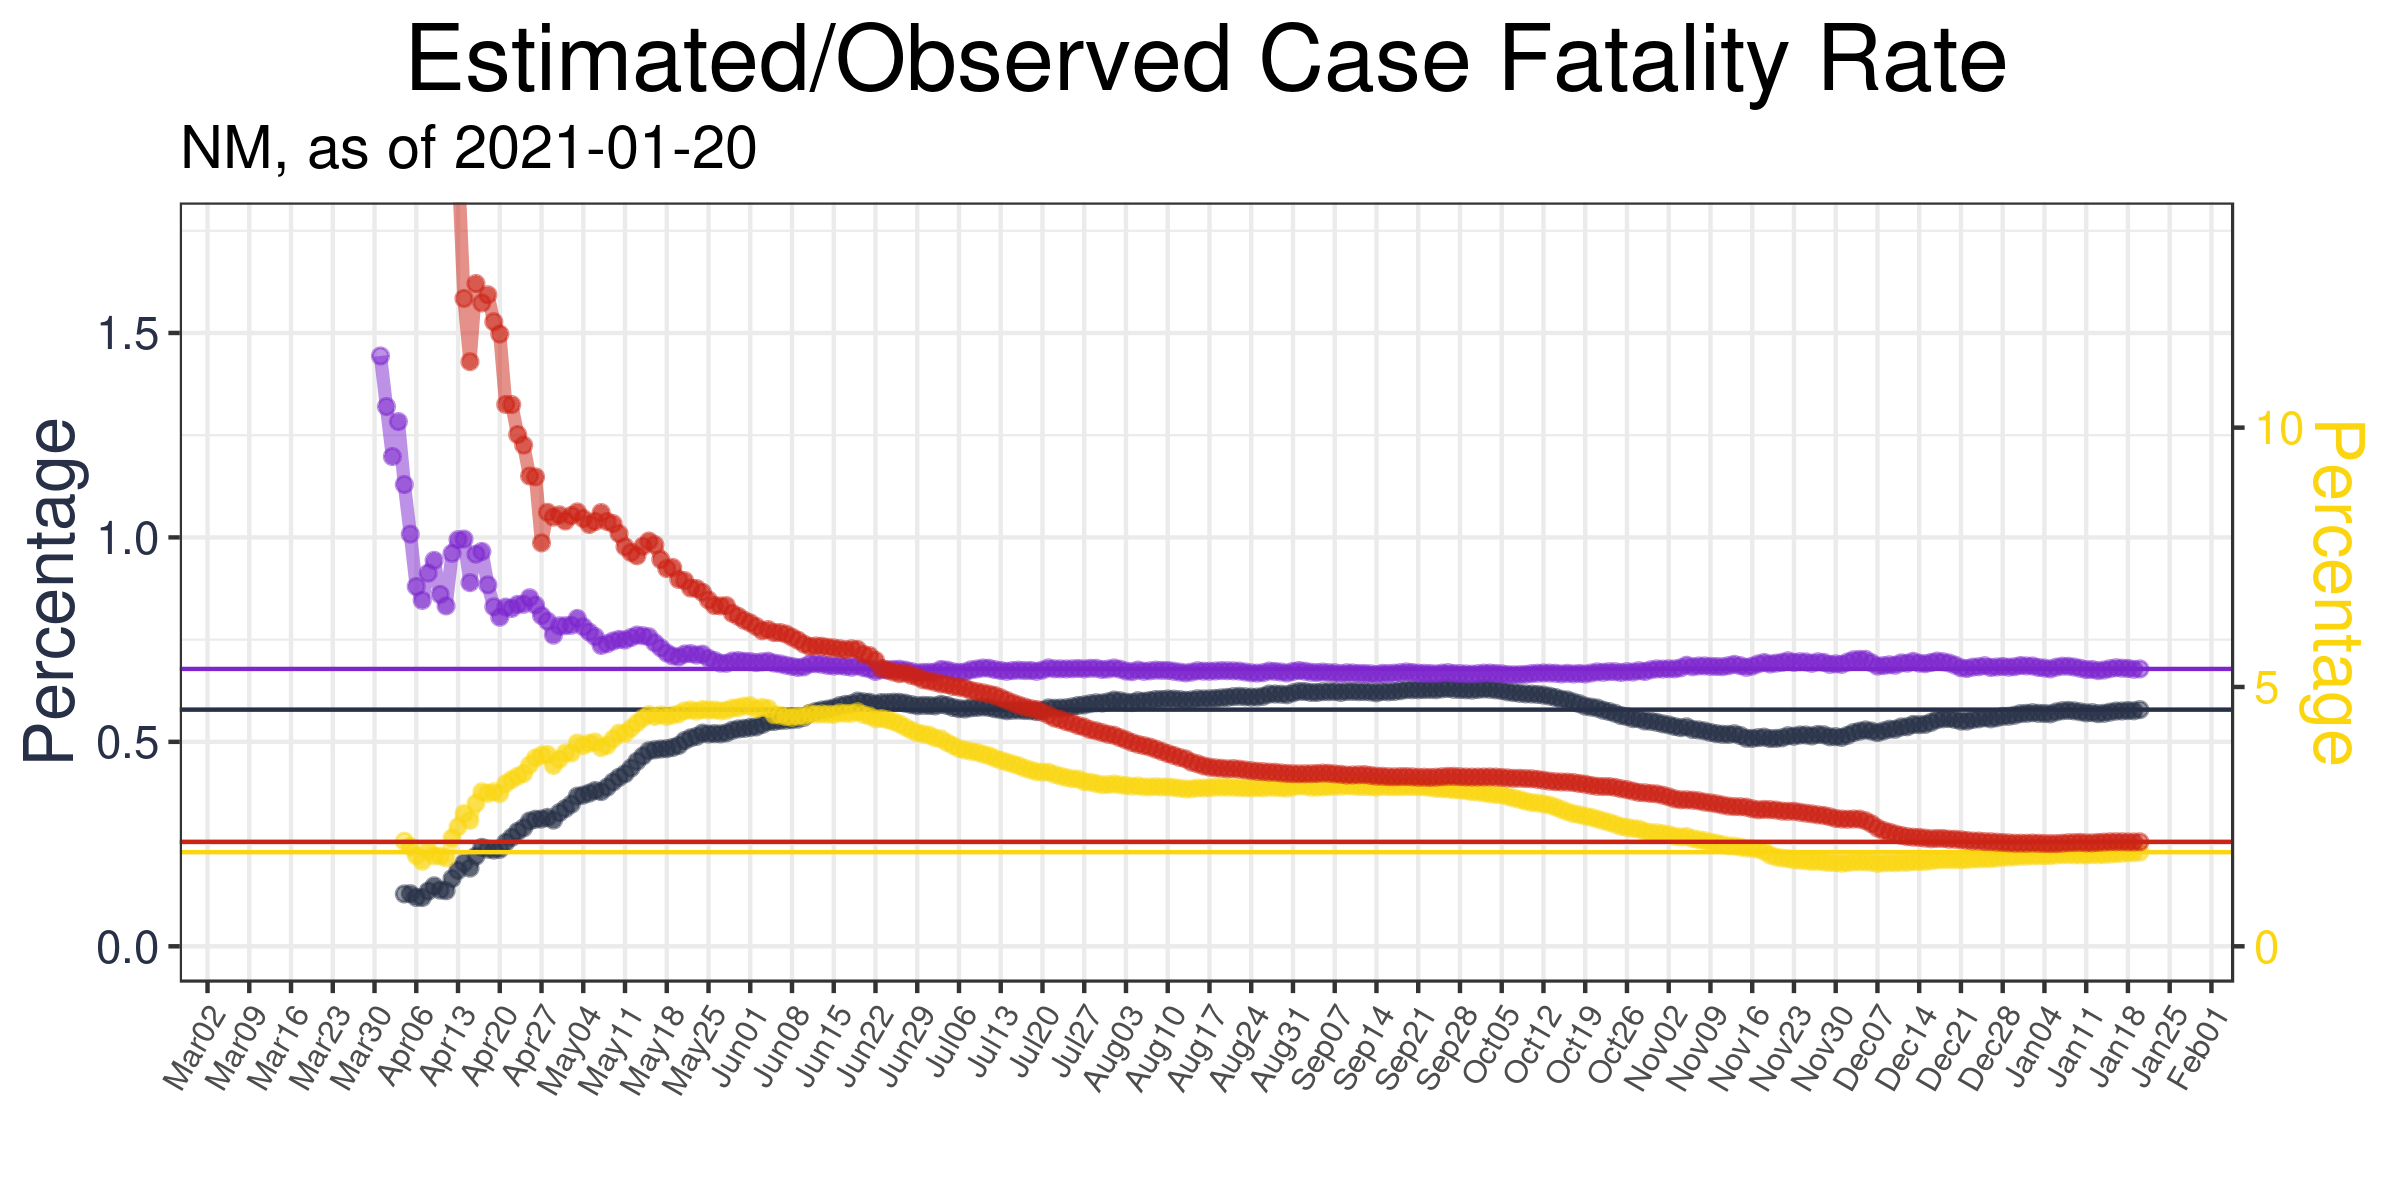 Estimated/Observed Case Fatality Rate
NM, as of 2021-01-20
Percentage
1.5
1.0
0.5
0.0
10
5
0
Percentage
Mar02 Mar09 Mar16 Mar23 Mar30 Apr06 Apr13 Apr20 Apr27 May04 May11 May18 May25 Jun01 Jun08 Jun15 Jun22 Jun29 Jul06 Jul13 Jul20 Jul27 Aug03 Aug10 Aug17 Aug24 Aug31 Sep07 Sep14 Sep21 Sep28 Oct05 Oct12 Oct19 Oct26 Nov02 Nov09 Nov16 Nov23 Nov30 Dec07 Dec14 Dec21 Dec28 Jan04 Jan11 Jan18 Jan25 Feb01